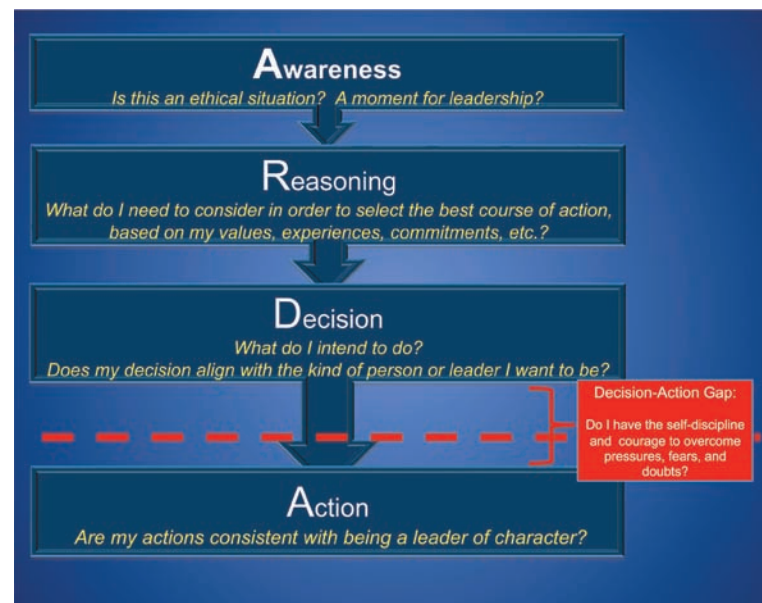 Awareness
Is this an ethical situation?  A moment for leadership?
Reasoning
What do I need to consider in order to select the best course of action,
based on my values, experiences, commitments, etc.?
Decision
What do I intend to do?
Does my decision align with the kind of person or leader I want to be?
Decision-Action Gap:
Do I have the self-discipline
and courage to overcome
pressures, fears, and
doubts?
Action
Are my actions consistent with being a leader of character?